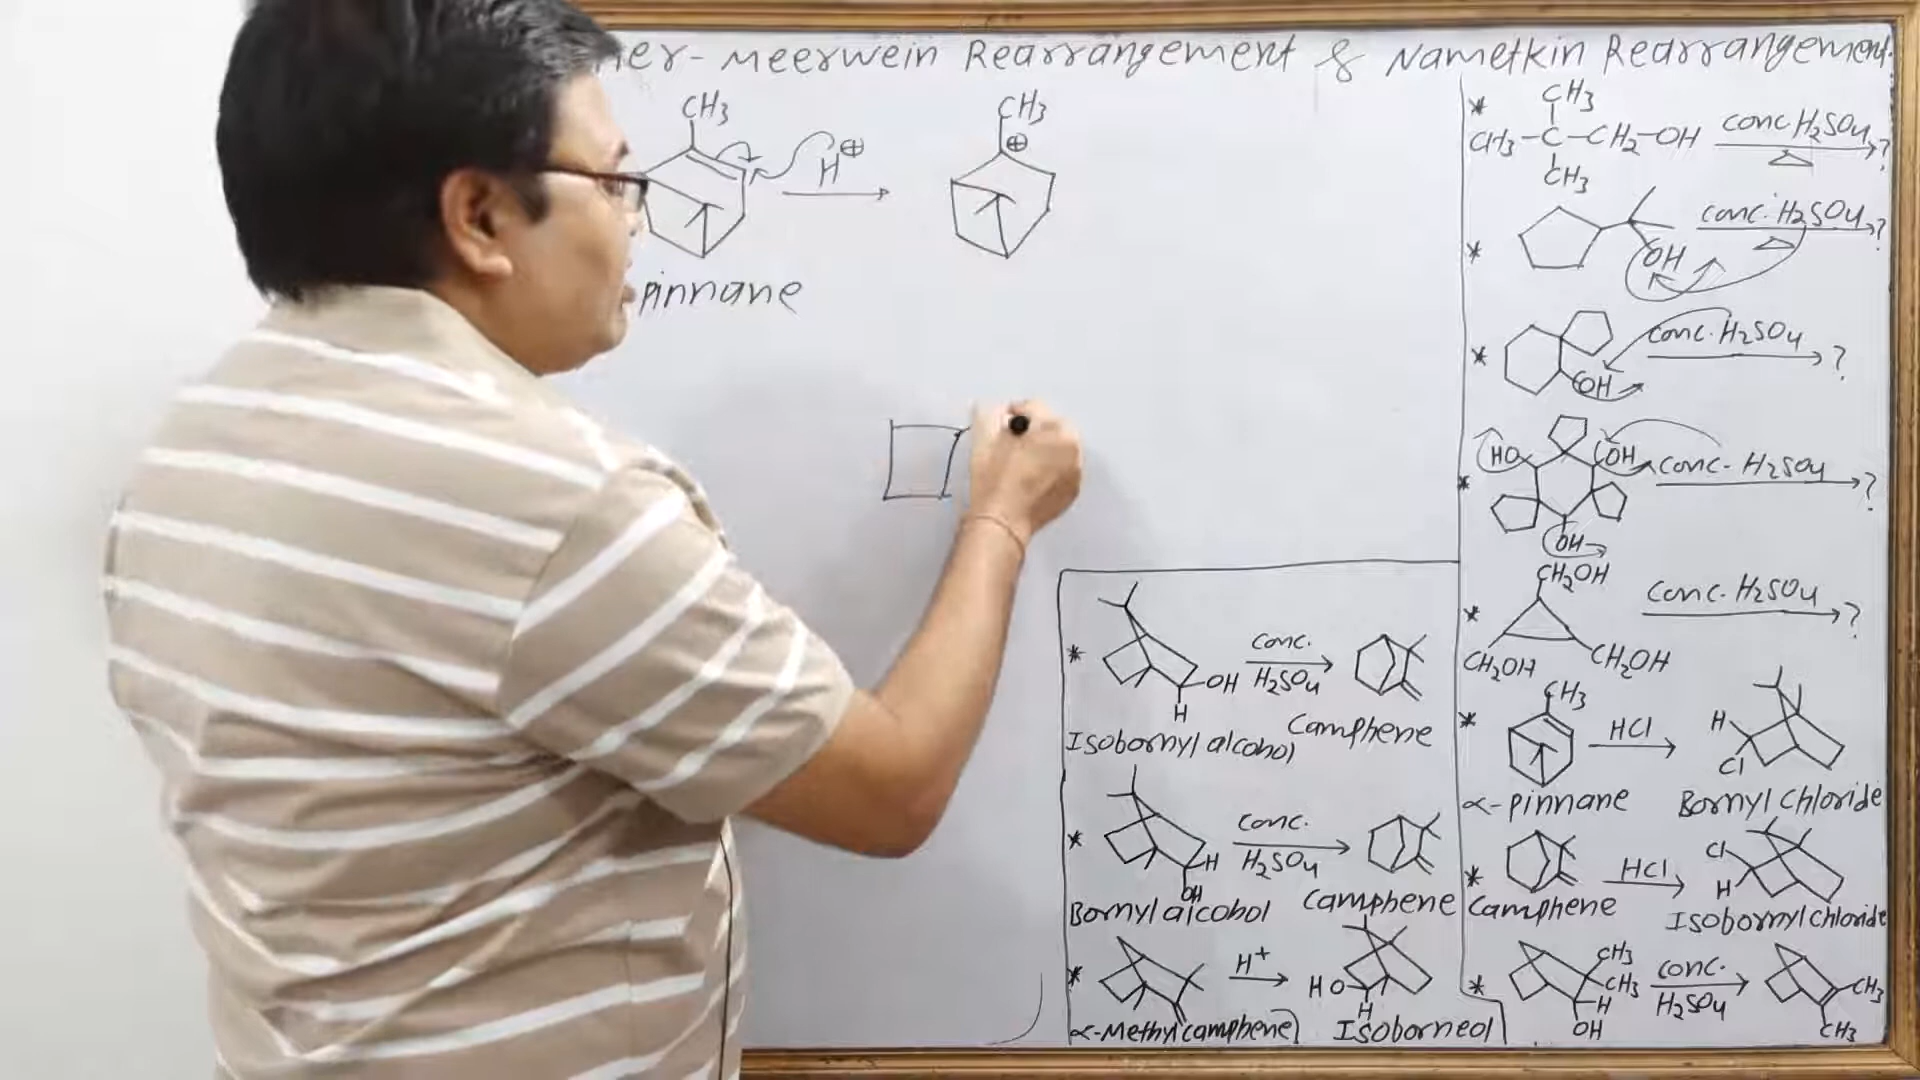 ner-Meerwein Rearrangement & Nametkin Rearrangement.
CH3
H⊕
pinnane
CH3
⊕
* CH3
CH3-C-CH2-OH conc. H2SO4 △ ?
CH3
* OH conc. H2SO4 △ ?
* OH conc. H2SO4 ?
* HO OH conc. H2SO4 ?
OH
* CH2OH conc. H2SO4 ?
CH2OH CH2OH
* CH3 HCl H Cl
α-pinnane Bornyl chloride
* HCl Cl H
Camphene Isobornyl chloride
* CH3 CH3 H OH conc. H2SO4 CH3 CH3
* OH H conc. H2SO4
Isobornyl alcohol Camphene
* H OH conc. H2SO4
Bornyl alcohol Camphene
* H+ HO H
α-Methylcamphene Isoborneol